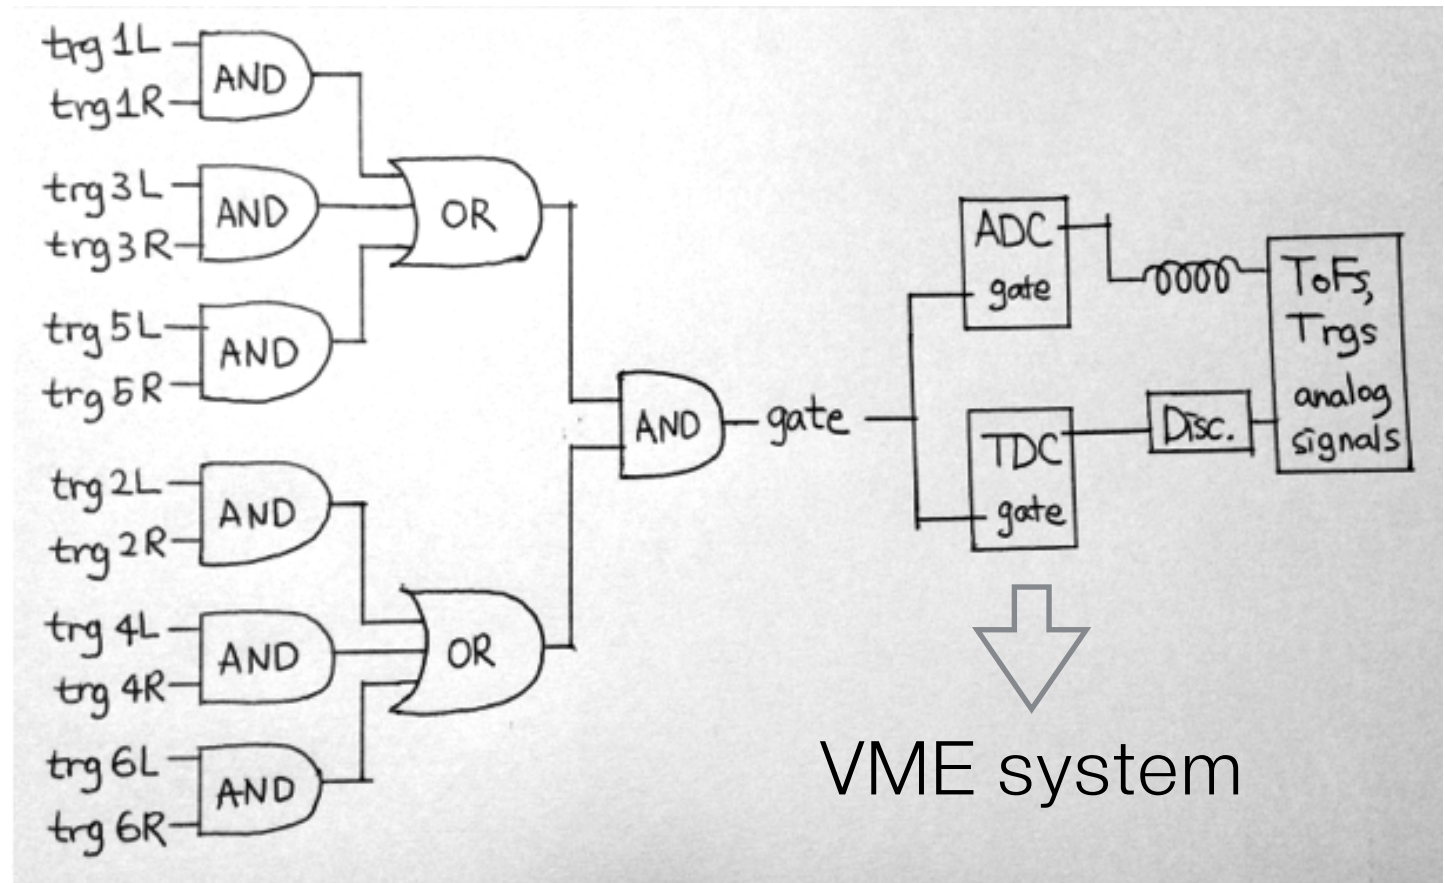 trg 1L
trg 1R
AND
trg 3L
trg 3R
AND
trg 5L
trg 5R
AND
OR
trg 2L
trg 2R
AND
trg 4L
trg 4R
AND
trg 6L
trg 6R
AND
OR
AND
gate
ADC
gate
TDC
gate
Disc.
ToFs,
Trgs
analog
signals
VME system